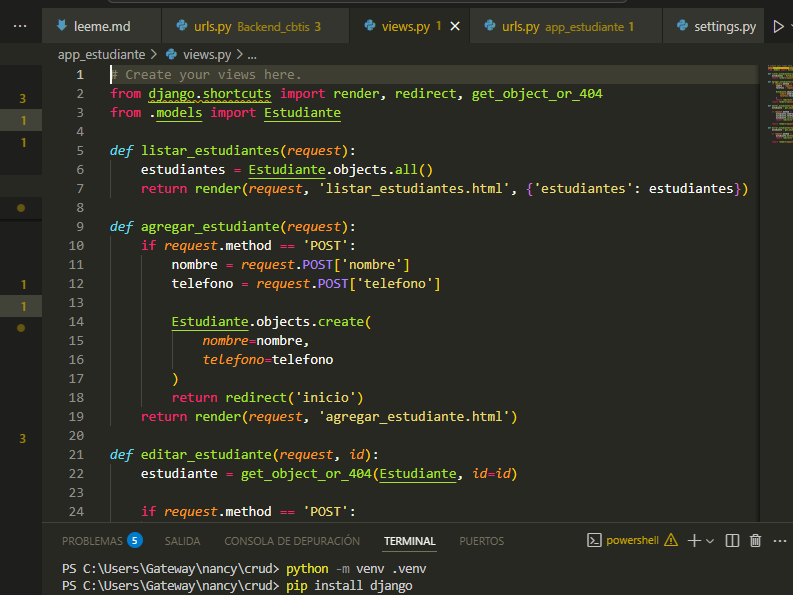 ... leeme.md urls.py Backend_cbtis 3 views.py 1 urls.py app_estudiante 1 settings.py
app_estudiante > views.py > ...
1 # Create your views here.
2 from django.shortcuts import render, redirect, get_object_or_404
3 from .models import Estudiante
4
5 def listar_estudiantes(request):
6 estudiantes = Estudiante.objects.all()
7 return render(request, 'listar_estudiantes.html', {'estudiantes': estudiantes})
8
9 def agregar_estudiante(request):
10 if request.method == 'POST':
11 nombre = request.POST['nombre']
12 telefono = request.POST['telefono']
13
14 Estudiante.objects.create(
15 nombre=nombre,
16 telefono=telefono
17 )
18 return redirect('inicio')
19 return render(request, 'agregar_estudiante.html')
20
21 def editar_estudiante(request, id):
22 estudiante = get_object_or_404(Estudiante, id=id)
23
24 if request.method == 'POST':
3
1
1
1
1
3
PROBLEMAS 5 SALIDA CONSOLA DE DEPURACIÓN TERMINAL PUERTOS powershell ...
PS C:\Users\Gateway\nancy\crud> python -m venv .venv
PS C:\Users\Gateway\nancy\crud> pip install django